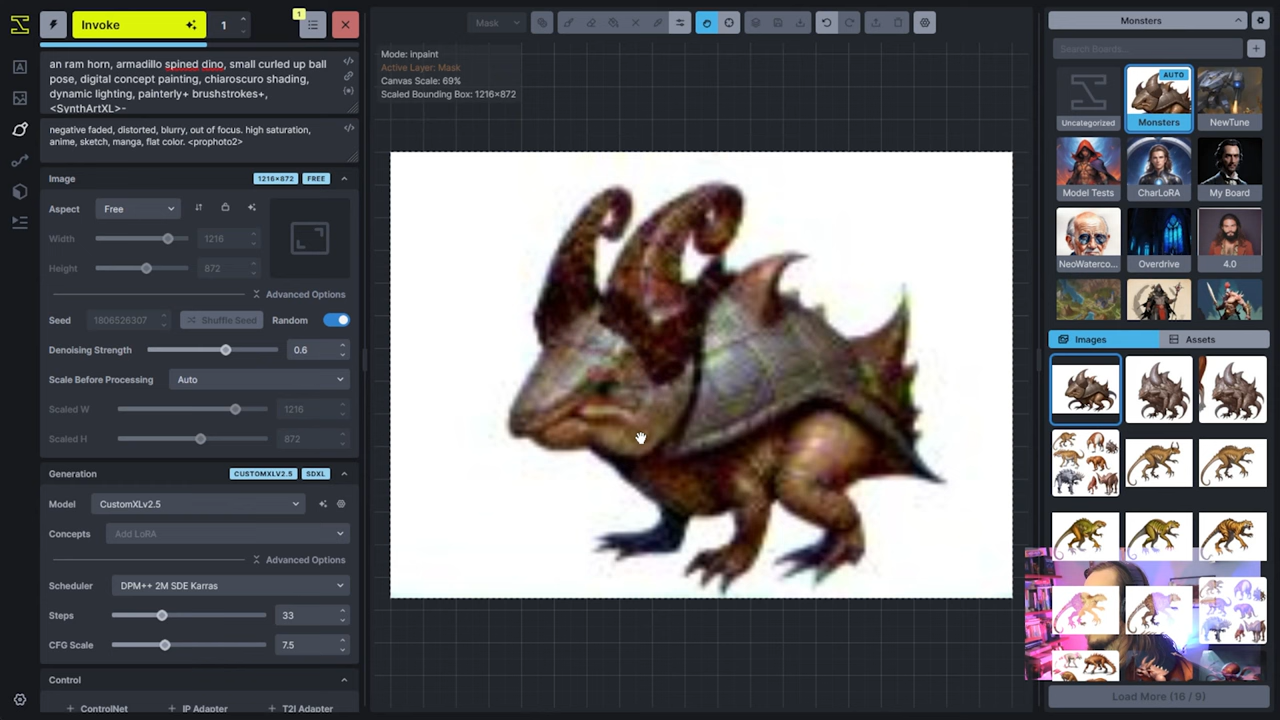 Invoke
1
1
an ram horn, armadillo spined dino, small curled up ball
pose, digital concept painting, chiaroscuro shading,
dynamic lighting, painterly+ brushstrokes+,
<SynthArtXL>-
negative faded, distorted, blurry, out of focus. high saturation,
anime, sketch, manga, flat color. <prophoto2>
Image
1216×872
FREE
Aspect
Free
Width
1216
Height
872
Advanced Options
Seed
1806526307
Shuffle Seed
Random
Denoising Strength
0.6
Scale Before Processing
Auto
Scaled W
1216
Scaled H
872
Generation
CUSTOMXLV2.5
SDXL
Model
CustomXLv2.5
Concepts
Add LoRA
Advanced Options
Scheduler
DPM++ 2M SDE Karras
Steps
33
CFG Scale
7.5
Control
+ ControlNet
+ IP Adapter
+ T2I Adapter
Mask
Mode: inpaint
Active Layer: Mask
Canvas Scale: 69%
Scaled Bounding Box: 1216×872
Monsters
Search Boards...
AUTO
Uncategorized
Monsters
NewTune
Model Tests
CharLoRA
My Board
NeoWaterco...
Overdrive
4.0
Images
Assets
Load More (16 / 9)